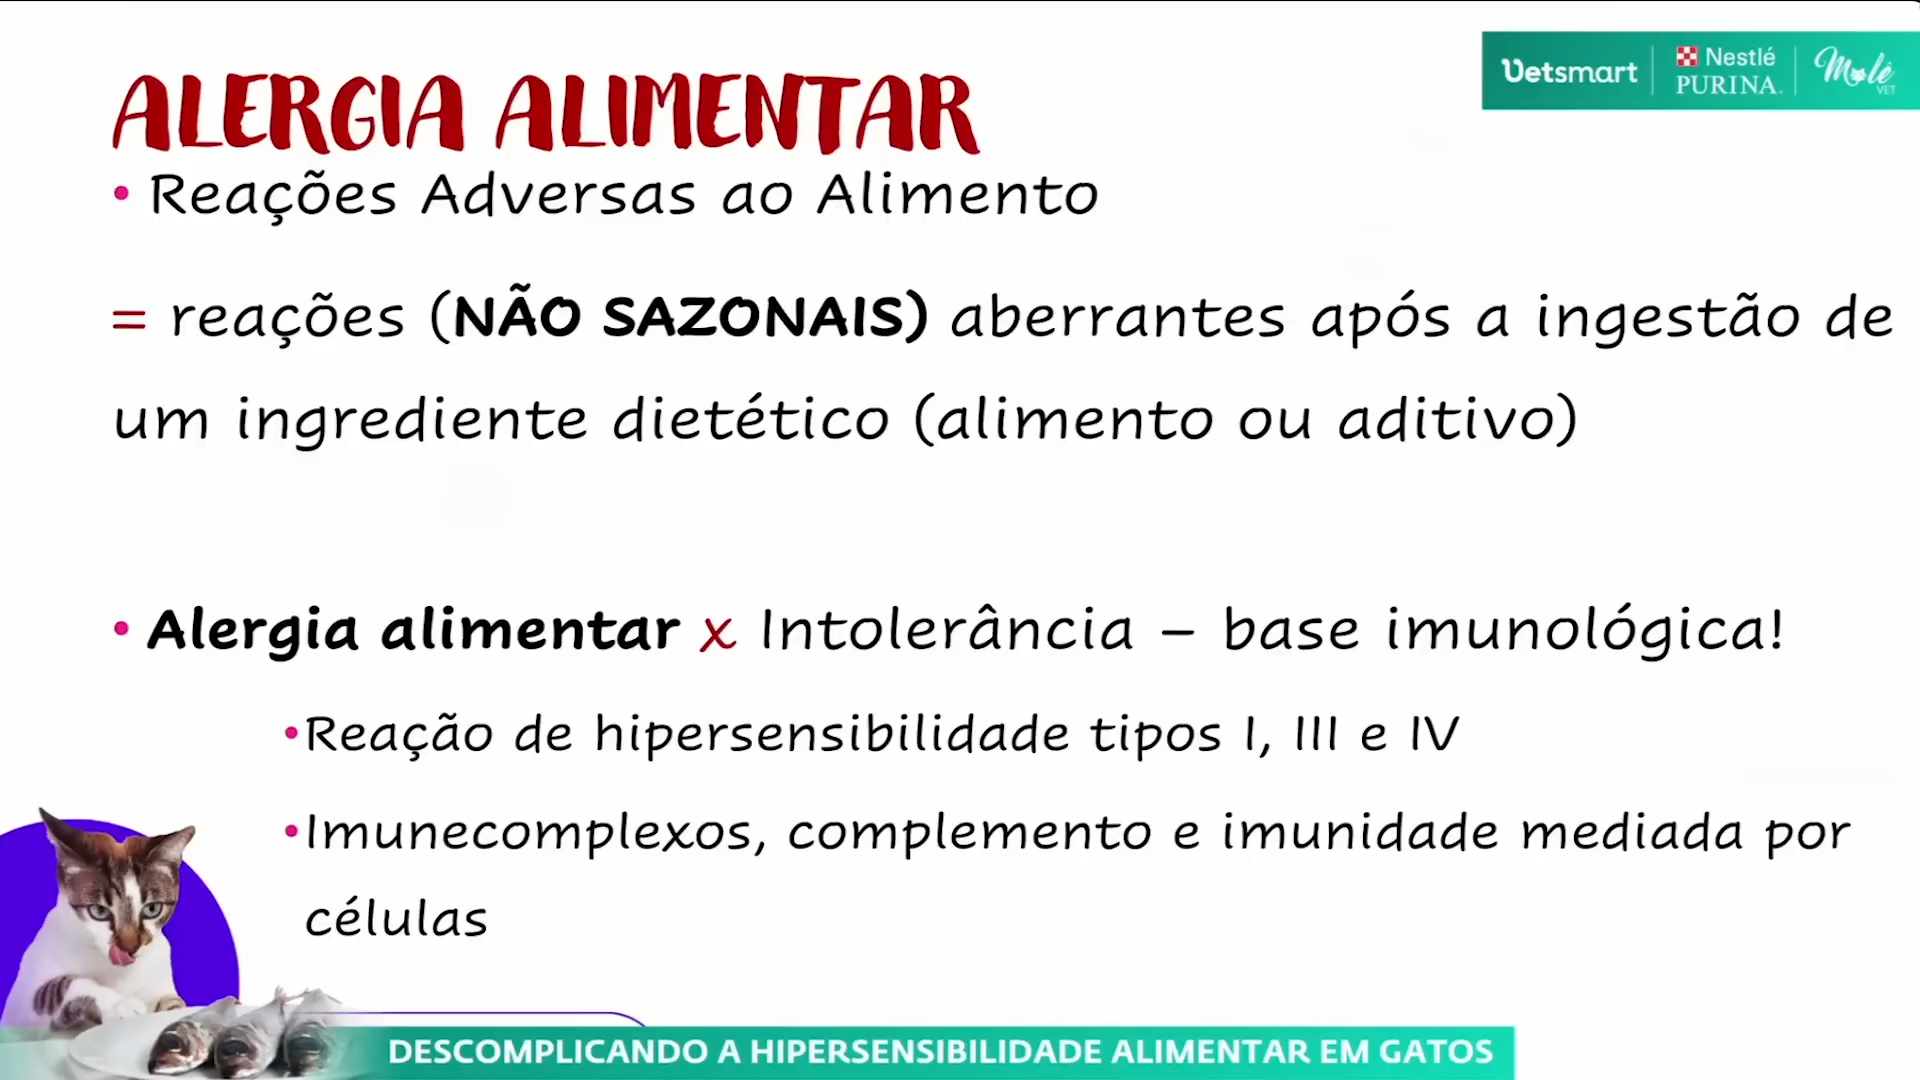 Vetsmart | Nestlé PURINA. | Molê VET
ALERGIA ALIMENTAR
• Reações Adversas ao Alimento
= reações (NÃO SAZONAIS) aberrantes após a ingestão de
um ingrediente dietético (alimento ou aditivo)
• Alergia alimentar x Intolerância – base imunológica!
•Reação de hipersensibilidade tipos I, III e IV
•Imunecomplexos, complemento e imunidade mediada por
células
DESCOMPLICANDO A HIPERSENSIBILIDADE ALIMENTAR EM GATOS